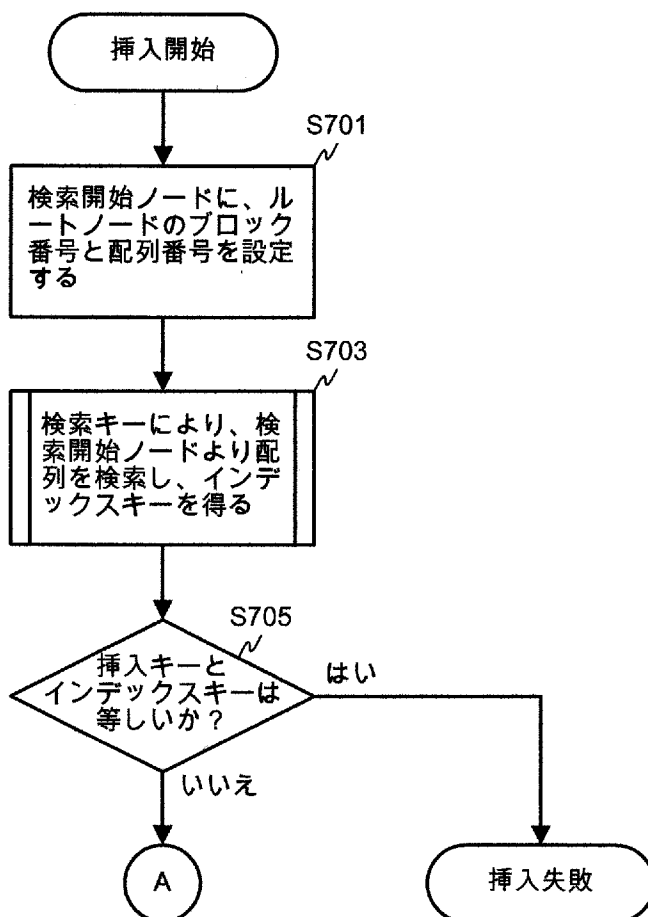 挿入開始
S701
検索開始ノードに、ル
ートノードのブロック
番号と配列番号を設定
する
S703
検索キーにより、検
索開始ノードより配
列を検索し、インデ
ックスキーを得る
S705
挿入キーと
インデックスキーは
等しいか？
はい
いいえ
A
挿入失敗